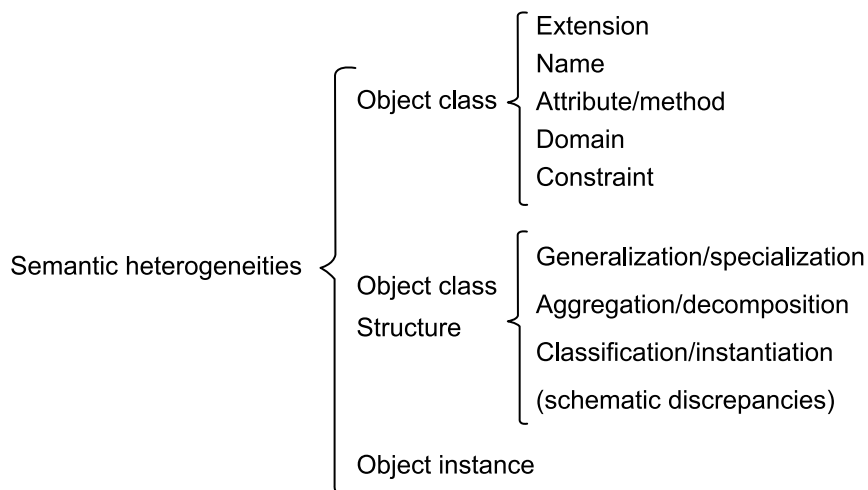 Extension
Name
Object class
Attribute/method
Domain
Constraint
Semantic heterogeneities
Generalization/specialization
Object class
Structure
Aggregation/decomposition
Classification/instantiation
(schematic discrepancies)
Object instance